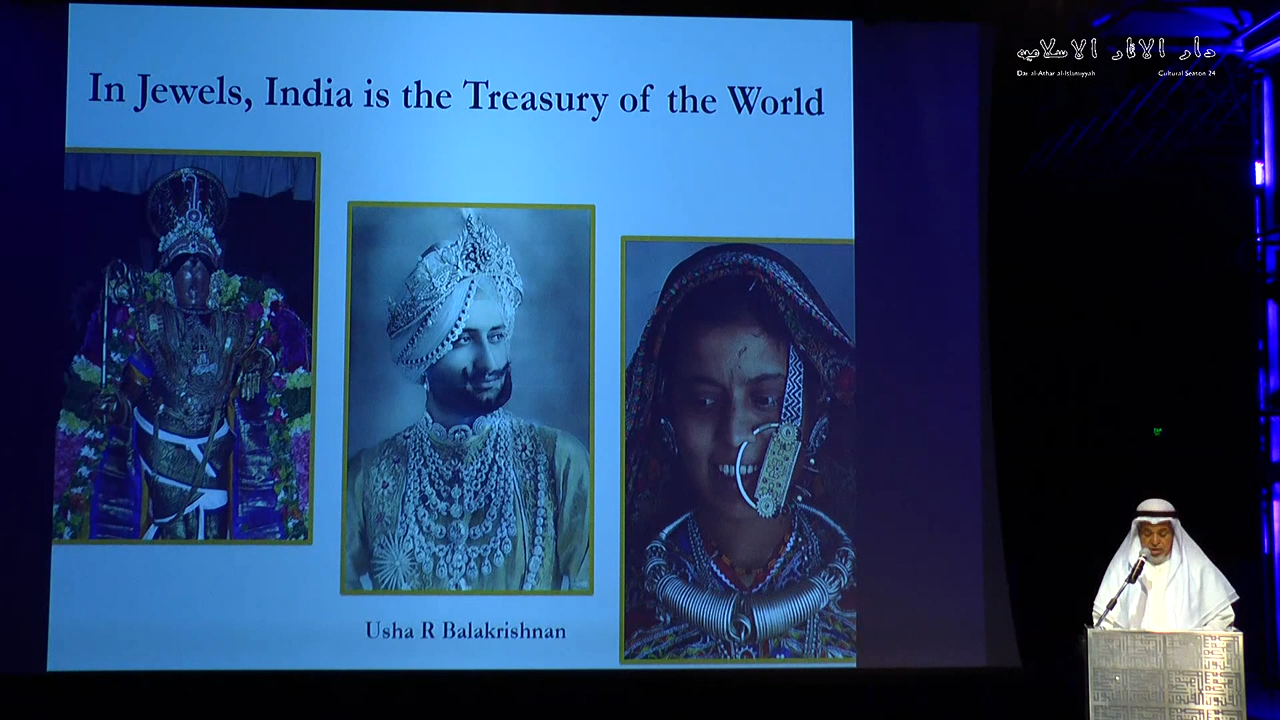 In Jewels, India is the Treasury of the World
Usha R Balakrishnan
دار الآثار الإسلامية
Dar al-Athar al-Islamiyyah
Cultural Season 24